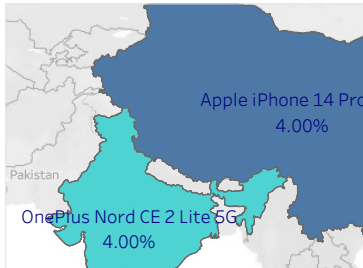 Apple iPhone 14 Pro
4.00%
Pakistan
OnePlus Nord CE 2 Lite 5G
4.00%